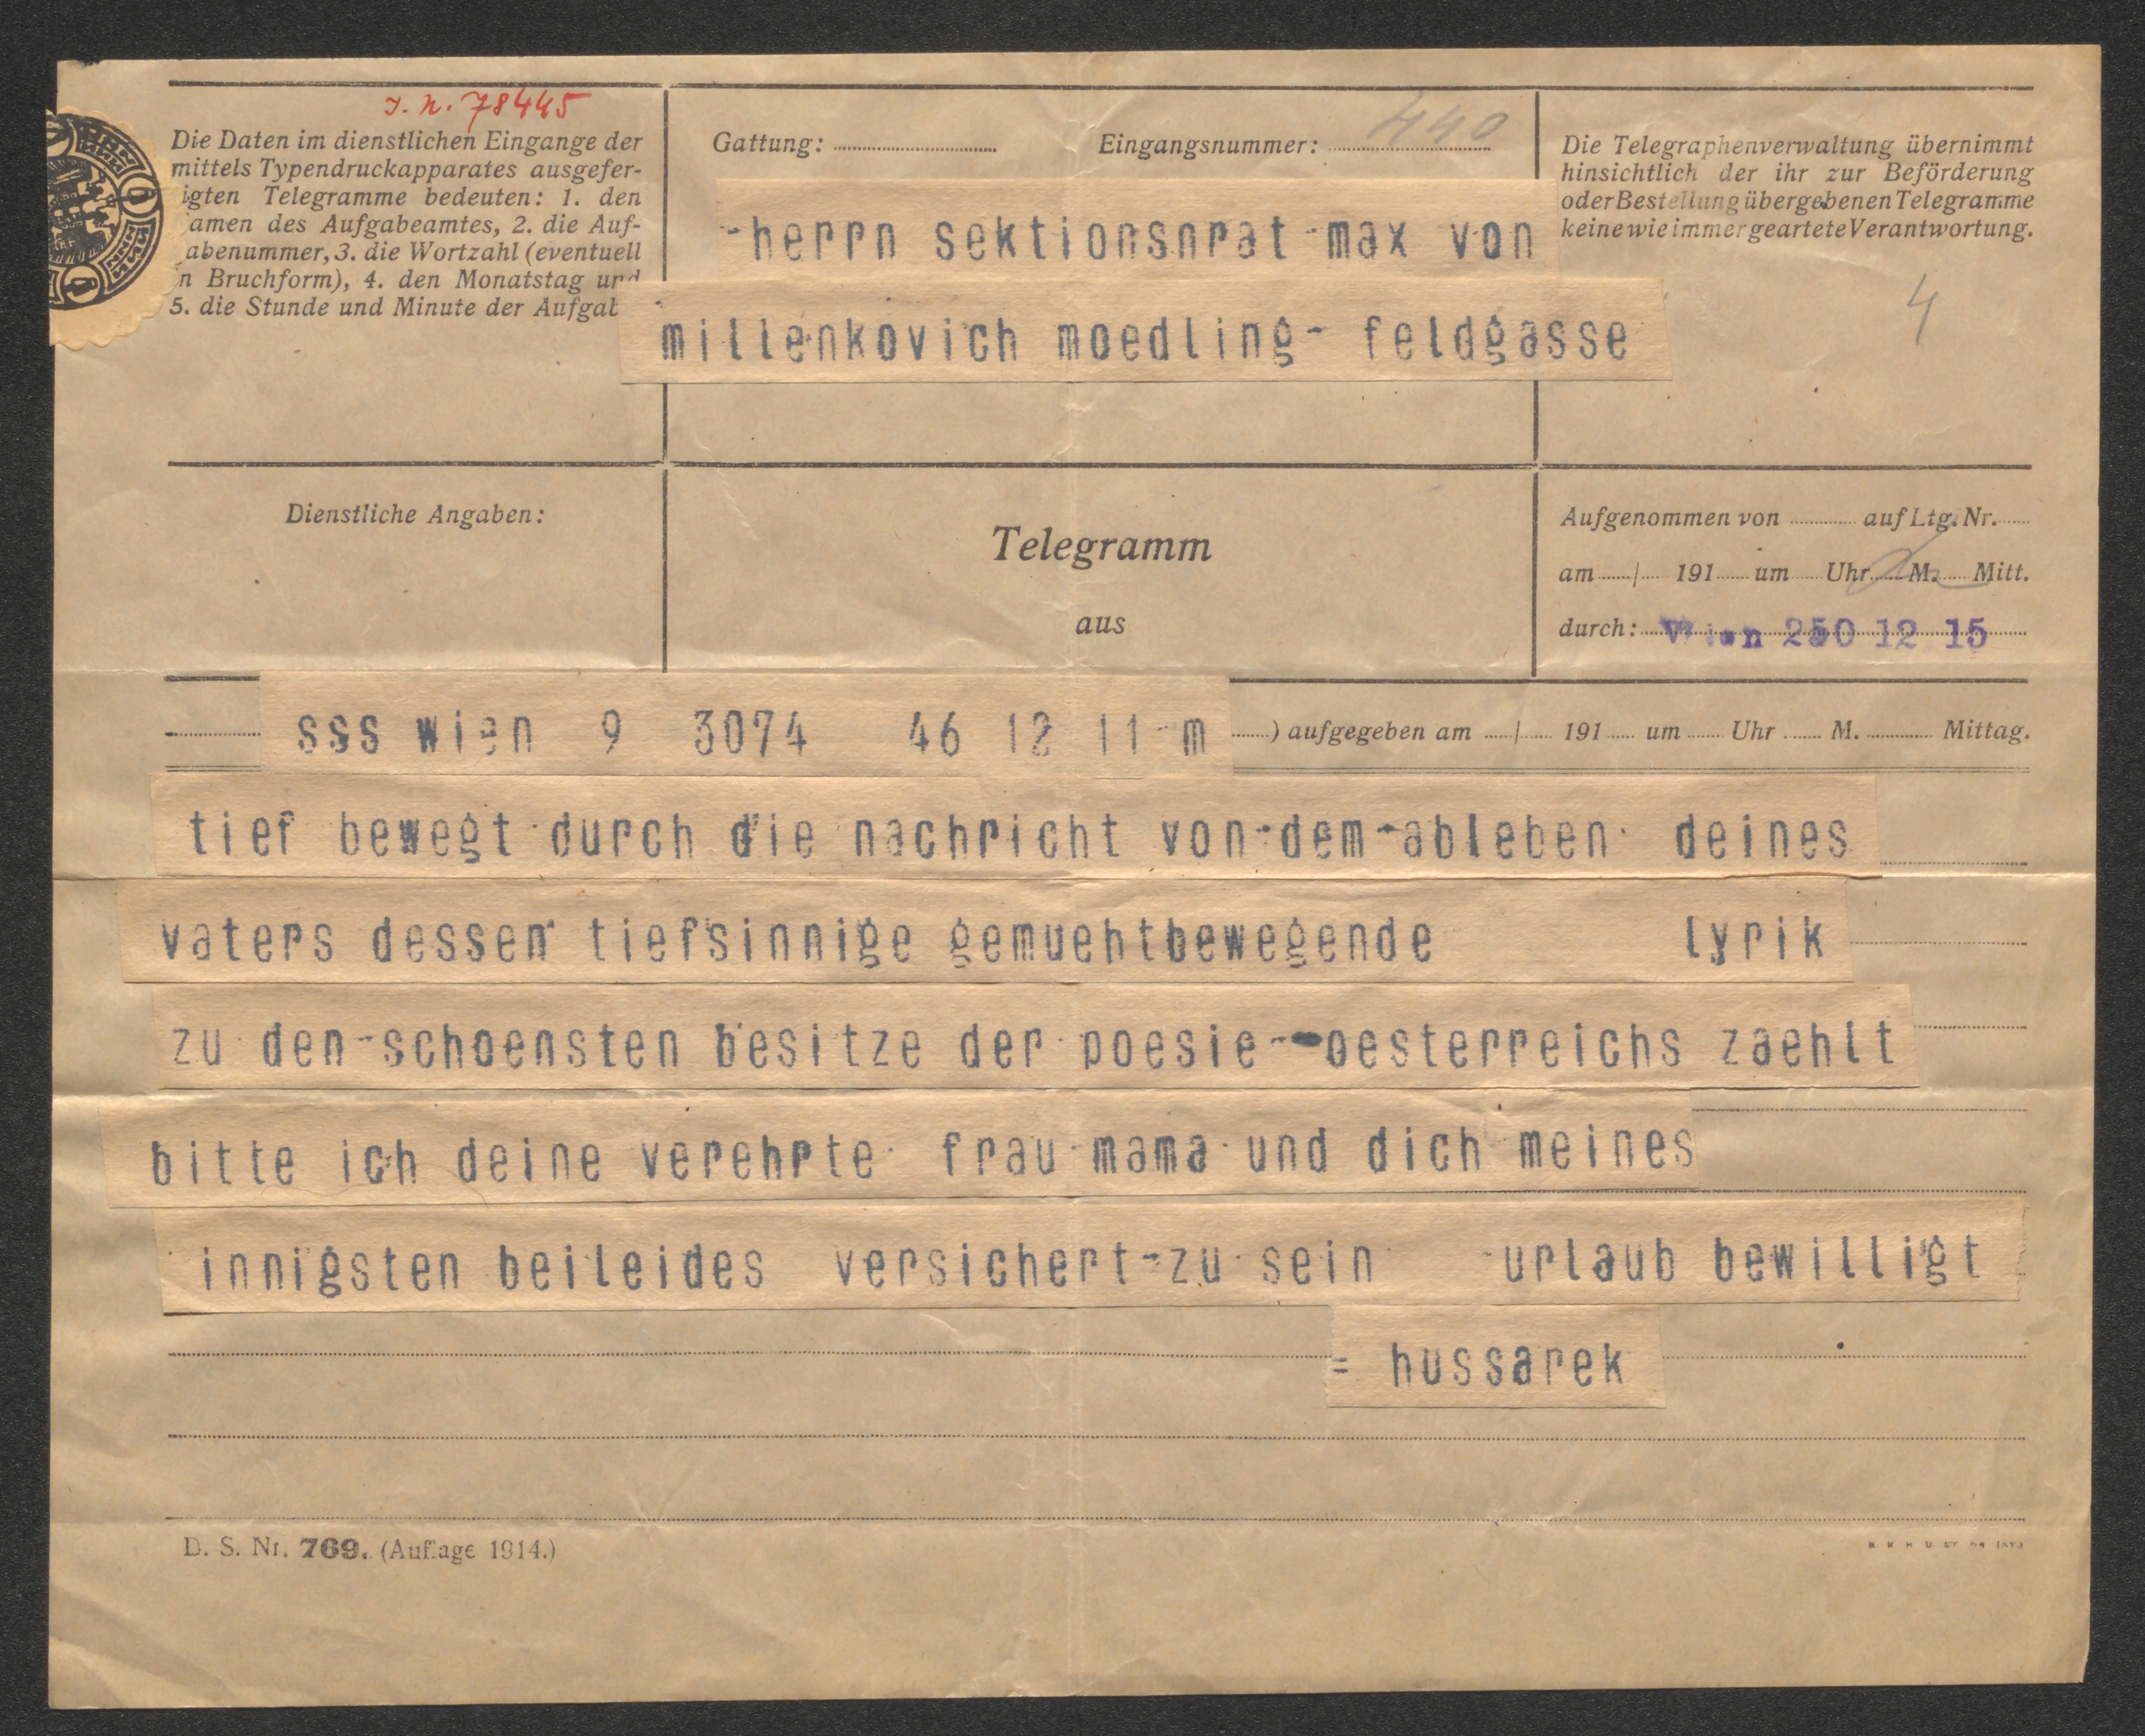 J. N. 78445
Die Daten im dienstlichen Eingange der
mittels Typendruckapparates ausgefer-
igten Telegramme bedeuten: 1. den
amen des Aufgabeamtes, 2. die Auf-
abenummer, 3. die Wortzahl (eventuell
n Bruchform), 4. den Monatstag und
5. die Stunde und Minute der Aufgab
Gattung:
Eingangsnummer: 440
Die Telegraphenverwaltung übernimmt
hinsichtlich der ihr zur Beförderung
oder Bestellung übergebenen Telegramme
keine wie immer geartete Verantwortung.
4
-herrn sektionsnrat max von
millenkovich moedling- feldgasse
Dienstliche Angaben:
Telegramm
aus
Aufgenommen von auf Ltg. Nr.
am / 191 um Uhr M. Mitt.
durch: Wien 250 12 15
sss wien 9 3074 46 12 11 m
) aufgegeben am / 191 um Uhr M. Mittag.
tief bewegt durch die nachricht von-dem-ableben deines
vaters dessen tiefsinnige gemuehtbewegende lyrik
zu den-schoensten besitze der poesie--oesterreichs zaehlt
bitte ich deine verehrte frau mama und dich meines
innigsten beileides versichert-zu sein urlaub bewilligt
= hussarek
D. S. Nr. 769. (Auflage 1914.)